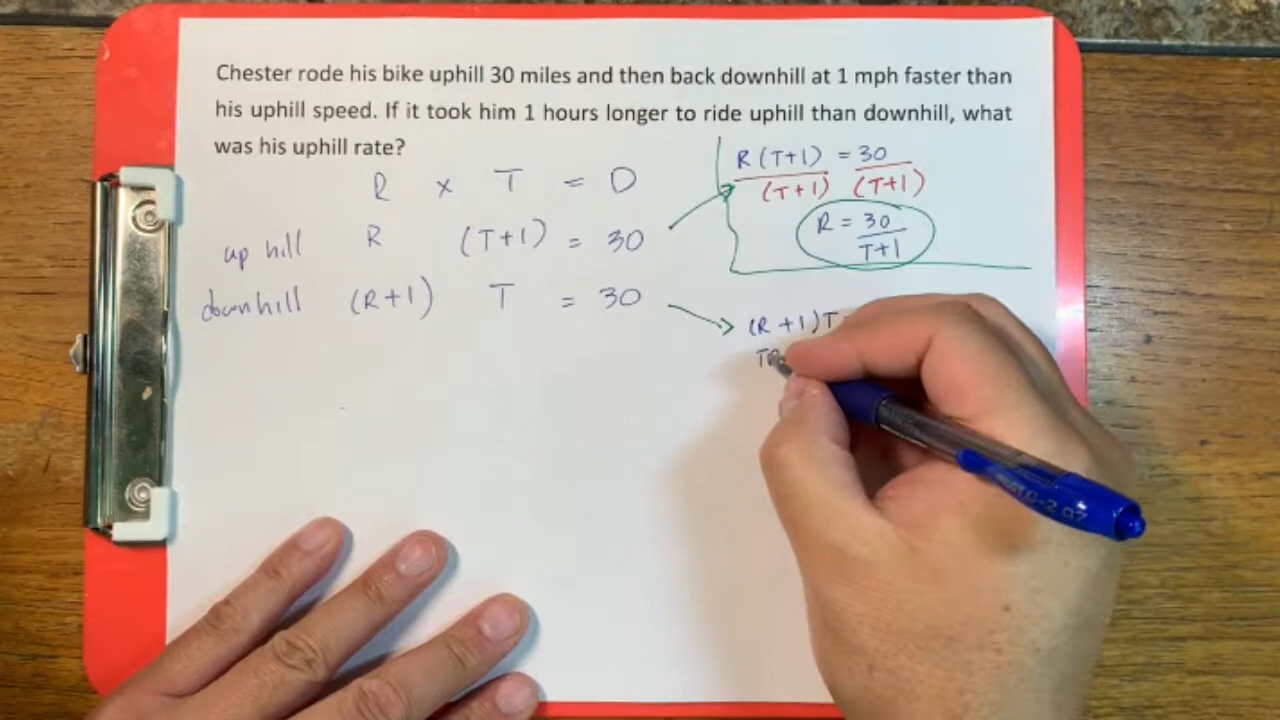 Chester rode his bike uphill 30 miles and then back downhill at 1 mph faster than
his uphill speed. If it took him 1 hours longer to ride uphill than downhill, what
was his uphill rate?
R x T = D
up hill R (T+1) = 30
downhill (R+1) T = 30
R(T+1) = 30
(T+1) (T+1)
R = 30
T+1
(R+1)T
TR